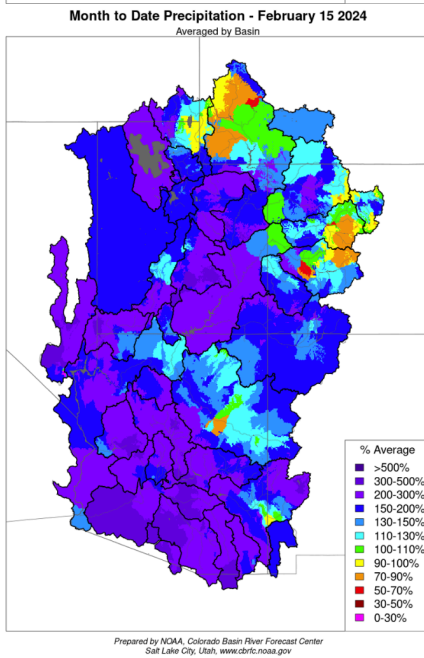 Month to Date Precipitation - February 15 2024
Averaged by Basin
% Average
>500%
300-500%
200-300%
150-200%
130-150%
110-130%
100-110%
90-100%
70-90%
50-70%
30-50%
0-30%
Prepared by NOAA, Colorado Basin River Forecast Center
Salt Lake City, Utah, www.cbrfc.noaa.gov